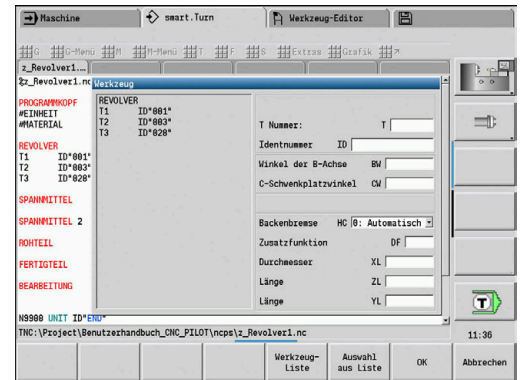 Maschine
smart.Turn
Werkzeug-Editor
G G-Menü M M-Menü T F S Extras Grafik
z_Revolver1...
z_Revolver1.nc
Werkzeug
PROGRAMMKOPF
#EINHEIT
#MATERIAL
REVOLVER
T1 ID"001"
T2 ID"003"
T3 ID"028"
SPANNMITTEL
SPANNMITTEL 2
ROHTEIL
FERTIGTEIL
BEARBEITUNG
N9900 UNIT ID"END"
REVOLVER
T1 ID"001"
T2 ID"003"
T3 ID"028"
T Nummer: T
Identnummer ID
Winkel der B-Achse BW
C-Schwenkplatzwinkel CW
Backenbremse HC 0: Automatisch
Zusatzfunktion DF
Durchmesser XL
Länge ZL
Länge YL
TNC:\Project\Benutzerhandbuch_CNC_PILOT\ncps\z_Revolver1.nc
T
11:36
Werkzeug-
Liste
Auswahl
aus Liste
OK
Abbrechen